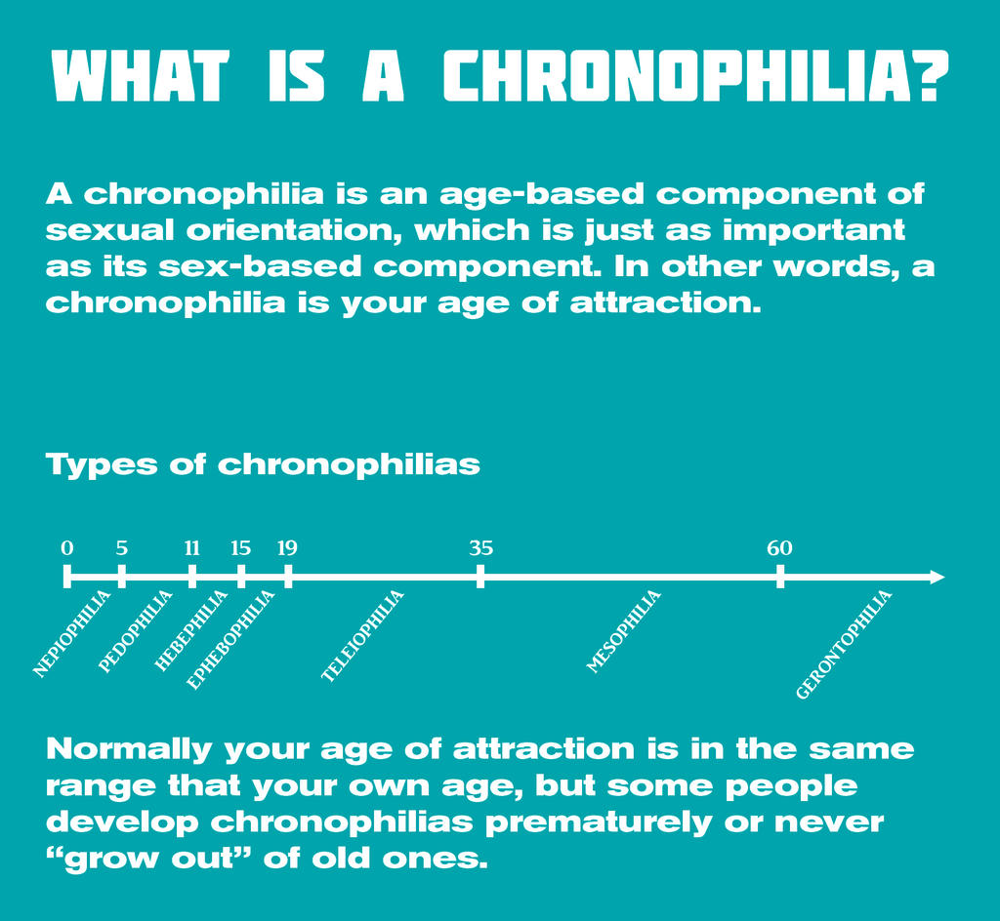 WHAT IS A CHRONOPHILIA?
A chronophilia is an age-based component of
sexual orientation, which is just as important
as its sex-based component. In other words, a
chronophilia is your age of attraction.
Types of chronophilias
0 5 11 15 19 35 60
NEPIOPHILIA
PEDOPHILIA
HEBEPHILIA
EPHEBOPHILIA
TELEIOPHILIA
MESOPHILIA
GERONTOPHILIA
Normally your age of attraction is in the same
range that your own age, but some people
develop chronophilias prematurely or never
“grow out” of old ones.